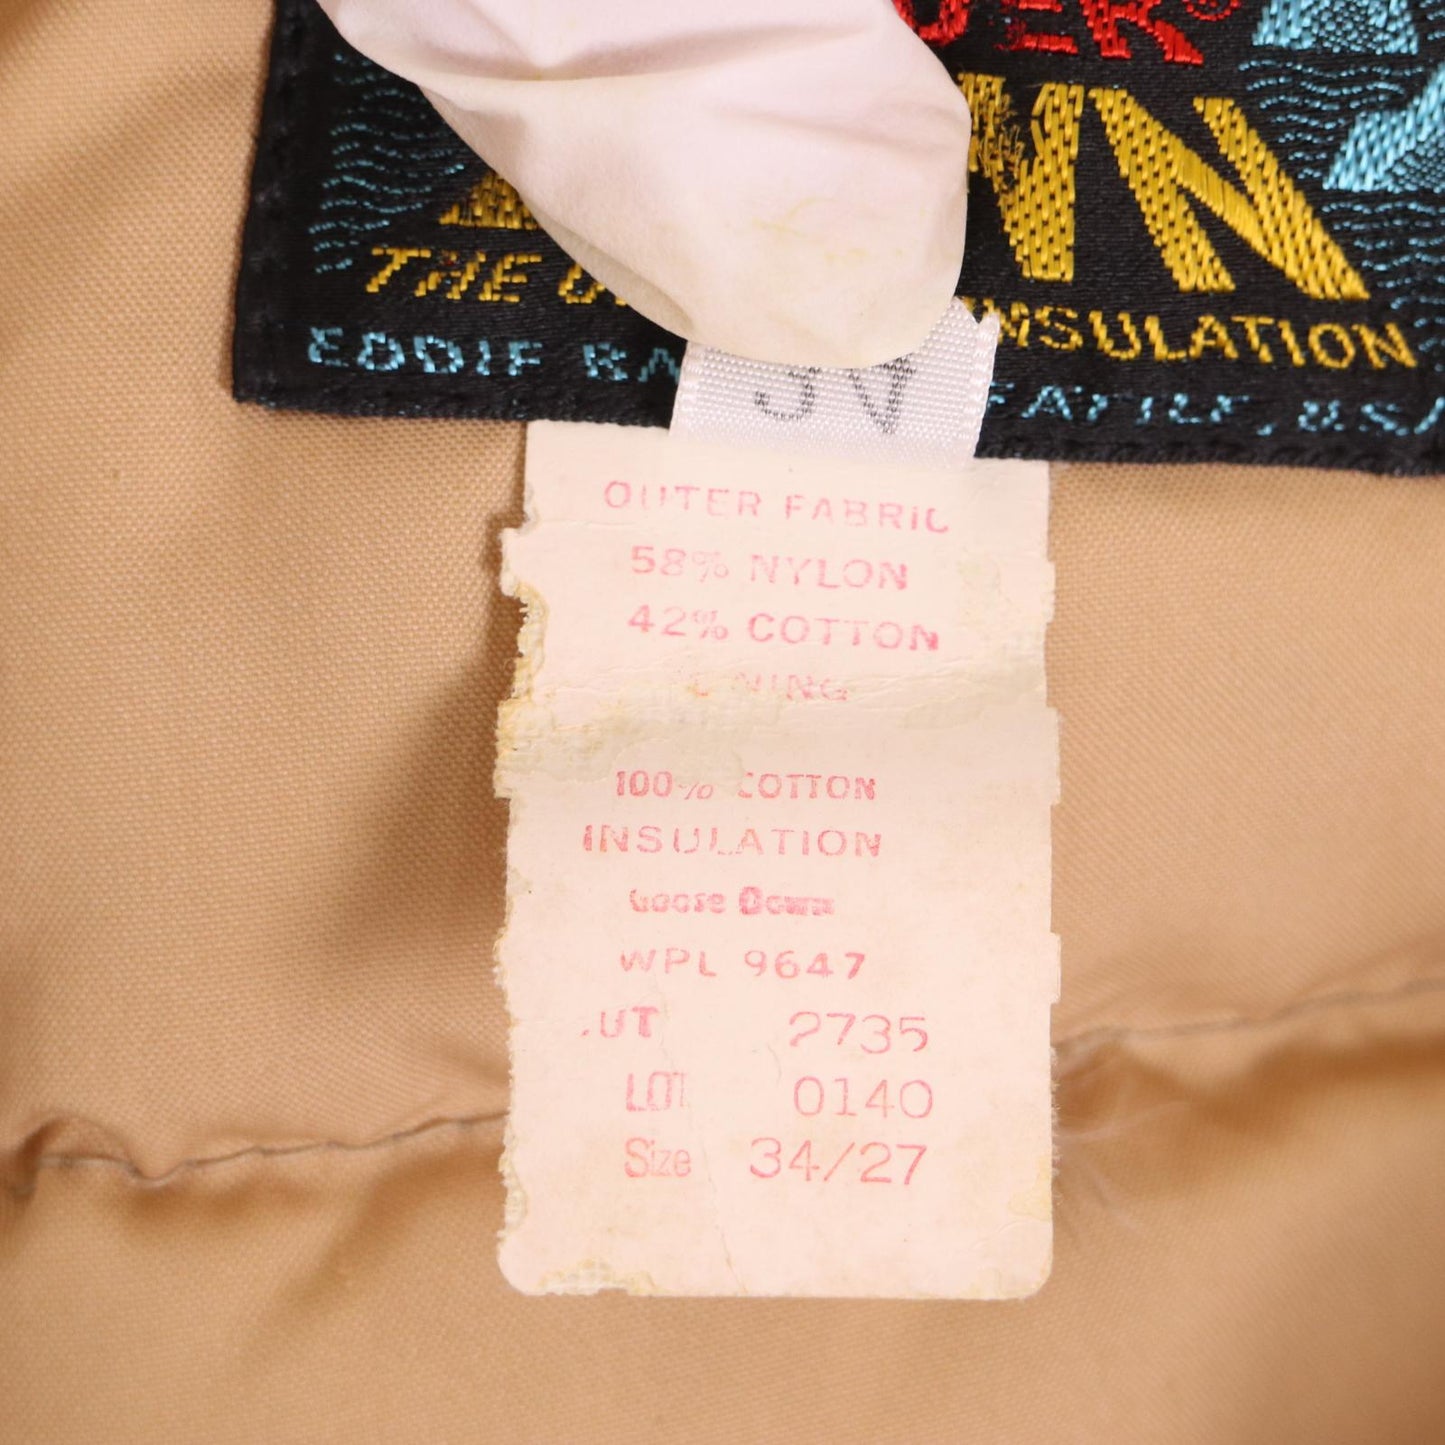 THE
INSULATION
EDDIE
OUTER FABRIC
58% NYLON
42% COTTON
100% COTTON
INSULATION
Goose Down
WPL 9647
2735
LOT 0140
Size 34/27